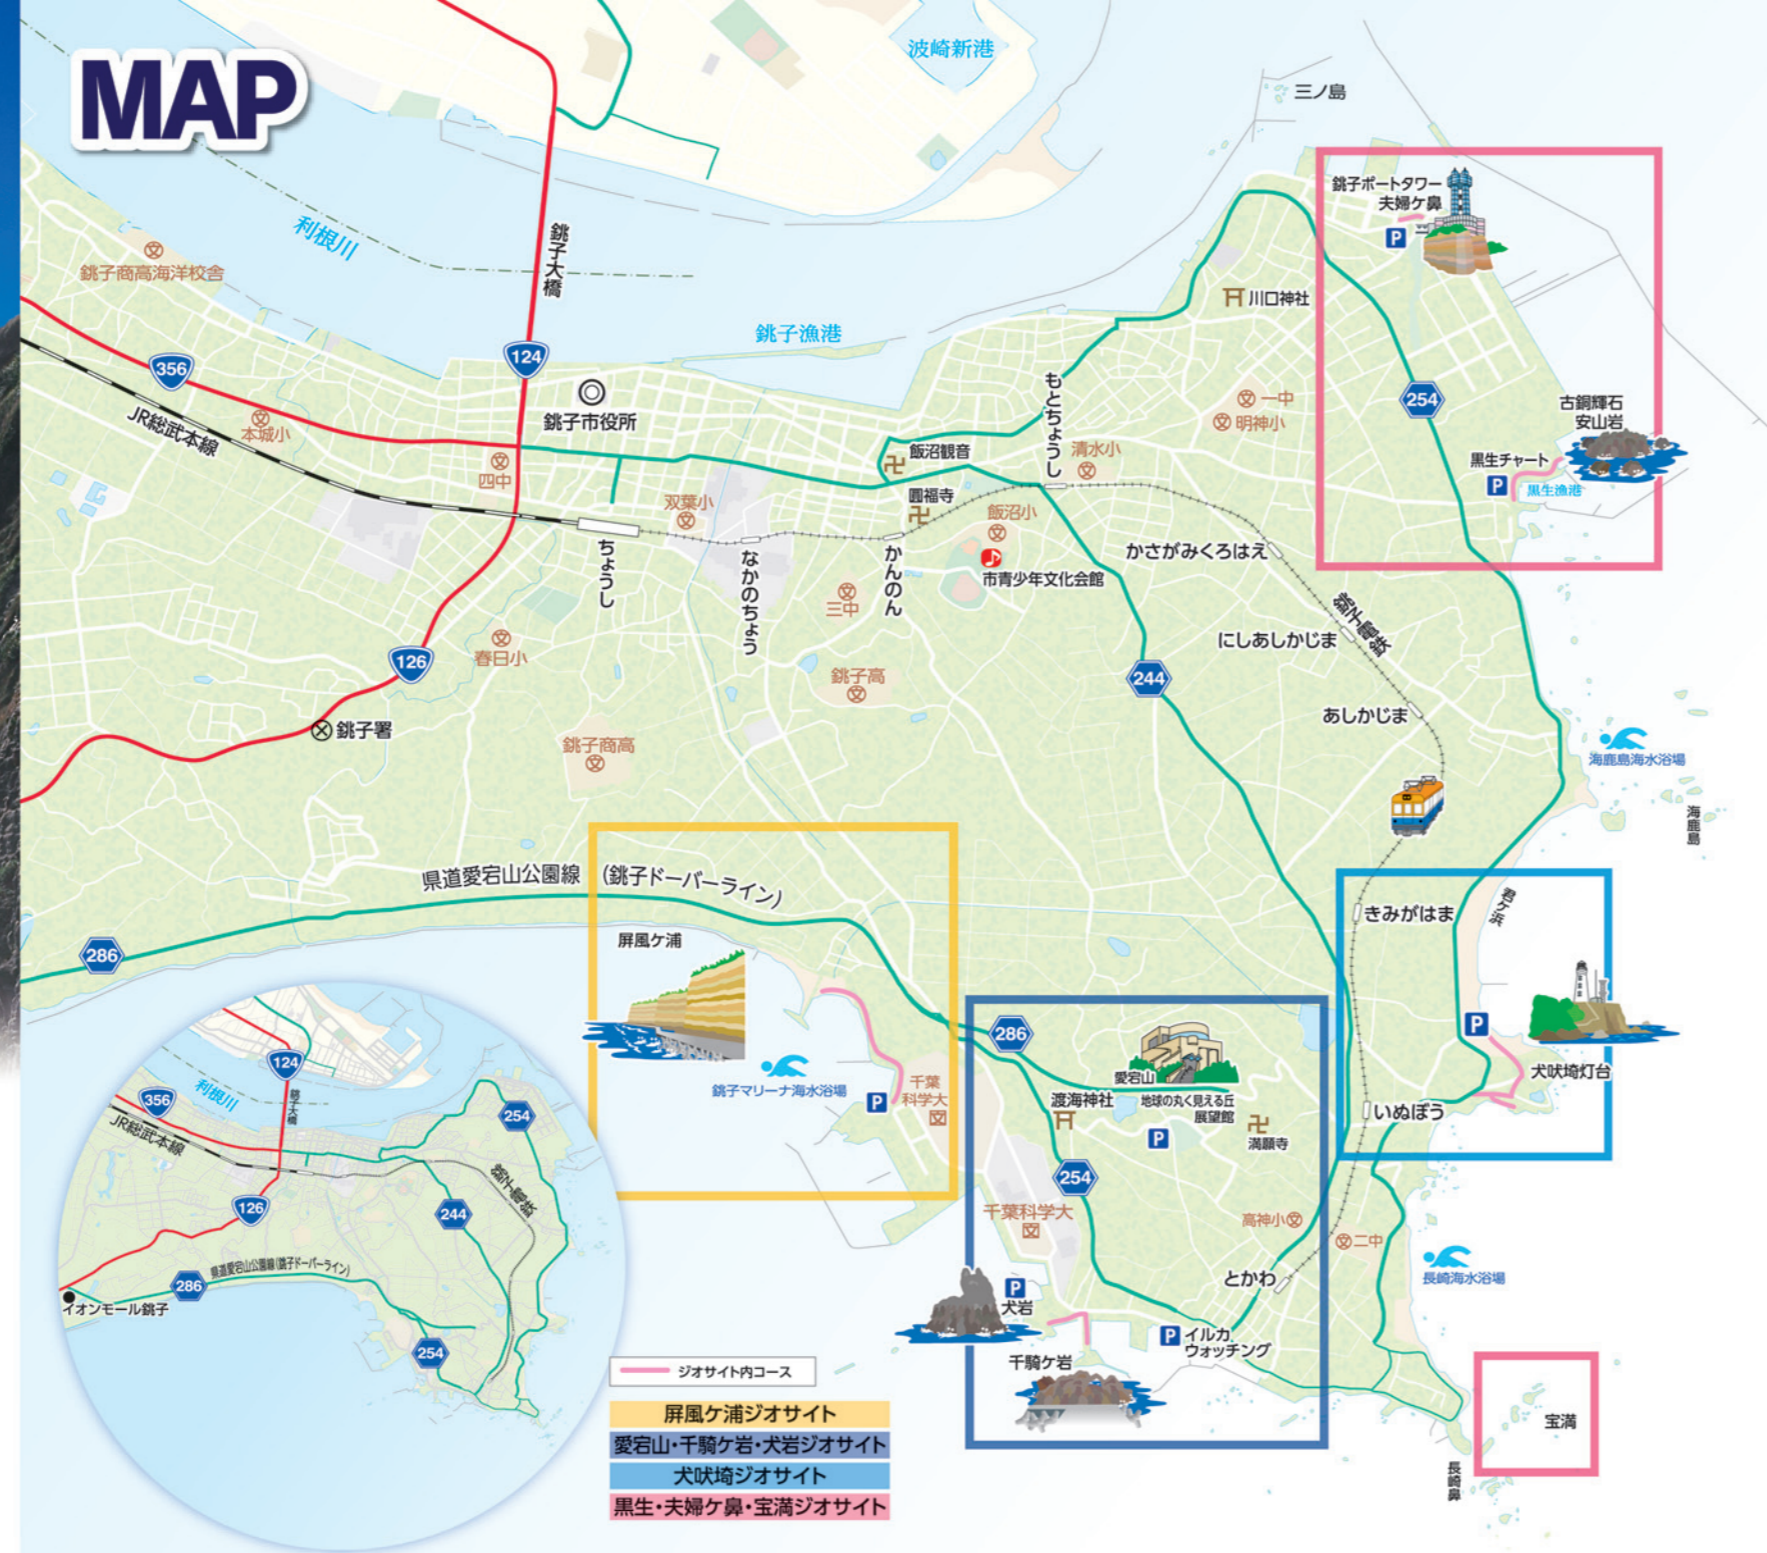 MAP
波崎新港
三ノ島
利根川
銚子大橋
銚子商高海洋校舎
銚子ポートタワー
夫婦ケ鼻
P
川口神社
銚子漁港
124
356
JR総武本線
本城小
銚子市役所
四中
もとちょうし
一中
明神小
清水小
飯沼観音
圓福寺
254
古銅輝石
安山岩
黒生チャート
P
黒生漁港
双葉小
飯沼小
市青少年文化会館
ちょうし
なかのちょう
かんのん
三中
かさがみくろはえ
銚子電鉄
にしあしかじま
あしかじま
126
春日小
銚子高
244
銚子署
銚子商高
海鹿島海水浴場
海鹿島
県道愛宕山公園線(銚子ドーバーライン)
286
屏風ケ浦
銚子マリーナ海水浴場
P
千葉
科学大
きみがはま
君ケ浜
P
犬吠埼灯台
いぬぼう
286
愛宕山
地球の丸く見える丘
展望館
渡海神社
P
満願寺
254
千葉科学大
高神小
二中
長崎海水浴場
とかわ
P
犬岩
P
イルカ
ウォッチング
千騎ケ岩
宝満
長崎鼻
124
356
利根川
銚子大橋
JR総武本線
254
銚子電鉄
126
244
県道愛宕山公園線(銚子ドーバーライン)
286
イオンモール銚子
254
ジオサイト内コース
屏風ケ浦ジオサイト
愛宕山・千騎ケ岩・犬岩ジオサイト
犬吠埼ジオサイト
黒生・夫婦ケ鼻・宝満ジオサイト